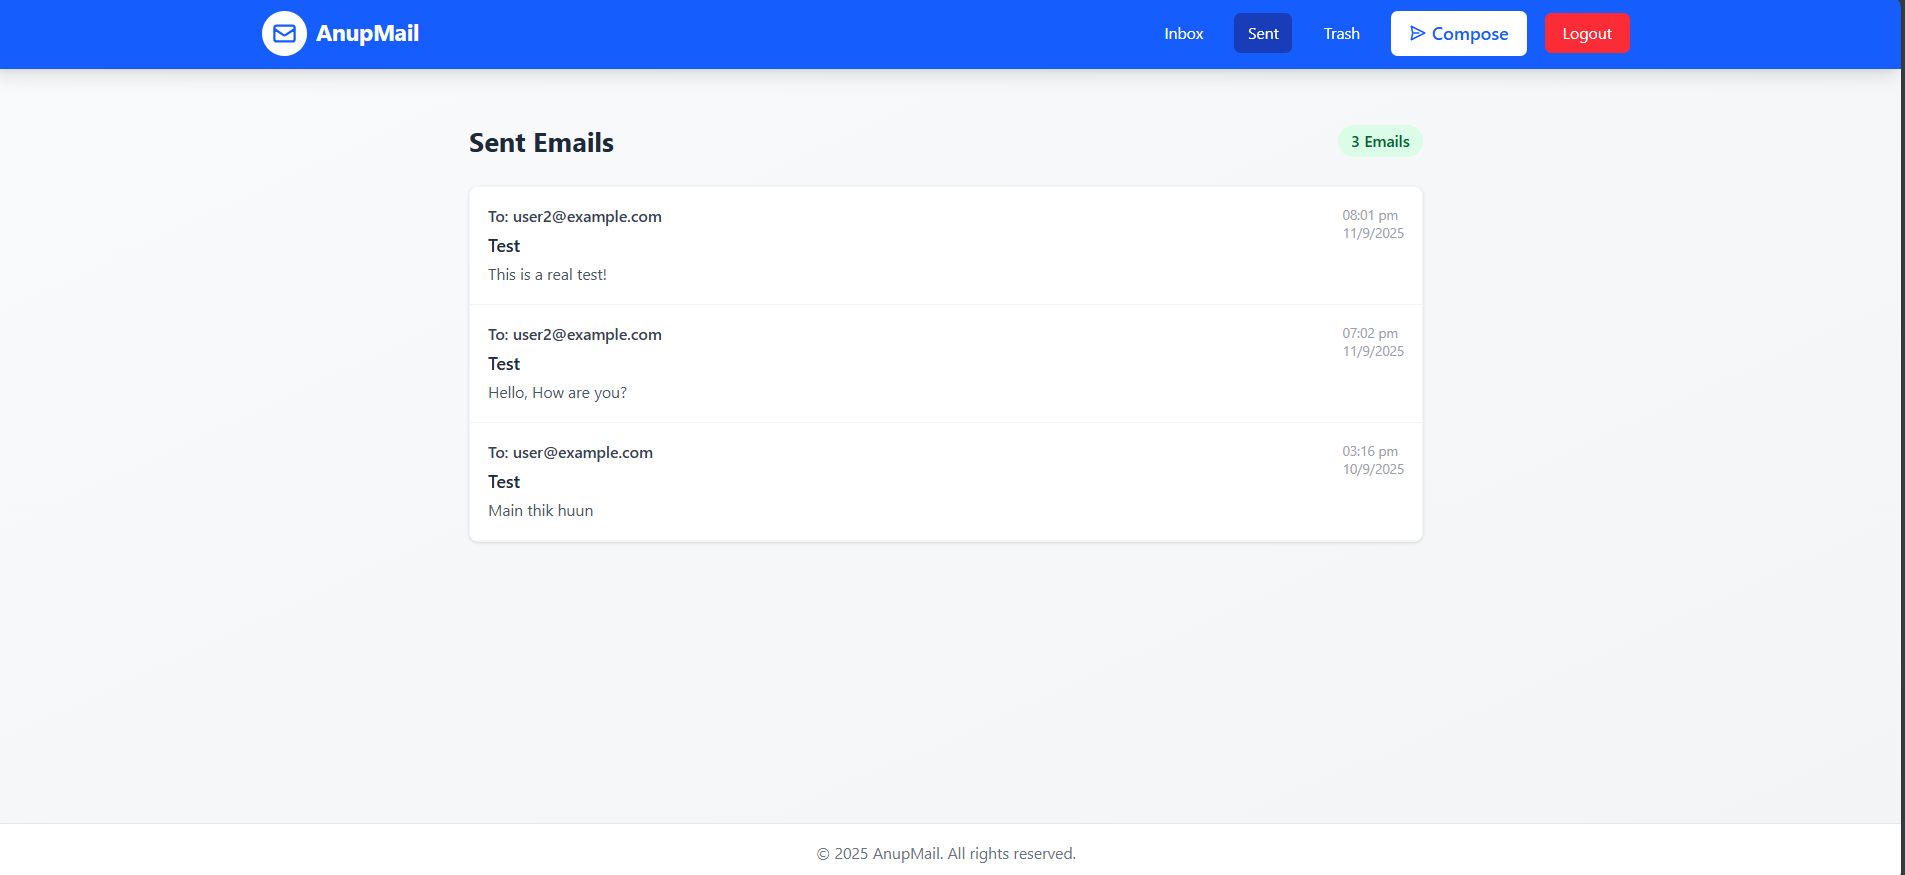 AnupMail
Inbox
Sent
Trash
Compose
Logout
Sent Emails
3 Emails
To: user2@example.com
08:01 pm
11/9/2025
Test
This is a real test!
To: user2@example.com
07:02 pm
11/9/2025
Test
Hello, How are you?
To: user@example.com
03:16 pm
10/9/2025
Test
Main thik huun
© 2025 AnupMail. All rights reserved.